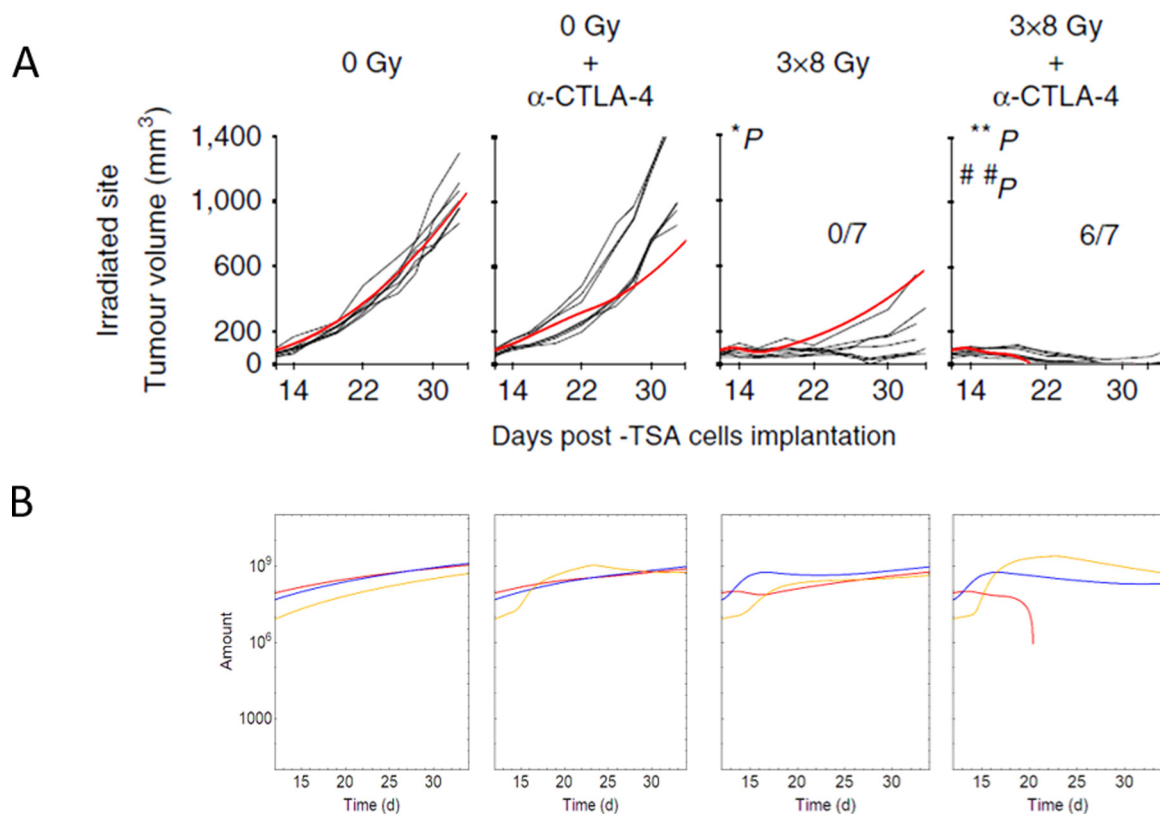 A
0 Gy
0 Gy
+
α-CTLA-4
3×8 Gy
3×8 Gy
+
α-CTLA-4
Irradiated site
Tumour volume (mm³)
1,400
1,000
600
200
0
*P
0/7
** P
# #P
6/7
14 22 30 14 22 30 14 22 30 14 22 30
Days post -TSA cells implantation
B
Amount
10⁹
10⁶
1000
15 20 25 30 15 20 25 30 15 20 25 30 15 20 25 30
Time (d) Time (d) Time (d) Time (d)